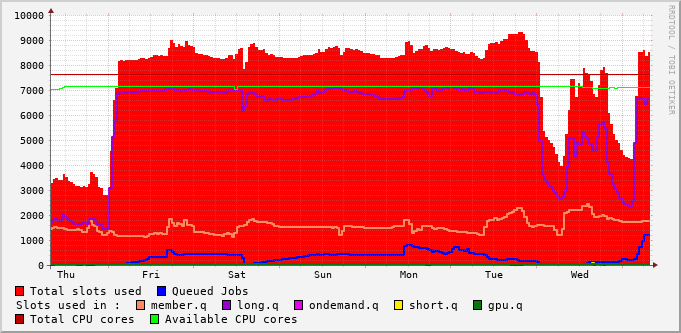 10000
9000
8000
7000
6000
5000
4000
3000
2000
1000
0
Thu Fri Sat Sun Mon Tue Wed
Total slots used Queued Jobs
Slots used in : member.q long.q ondemand.q short.q gpu.q
Total CPU cores Available CPU cores
RRDTOOL / TOBI OETIKER